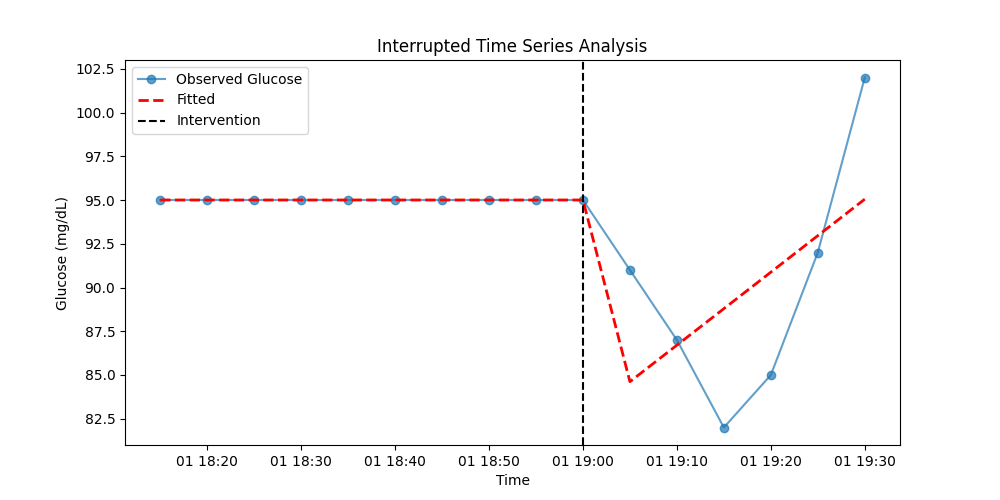 Interrupted Time Series Analysis
Observed Glucose
Fitted
Intervention
Glucose (mg/dL)
102.5
100.0
97.5
95.0
92.5
90.0
87.5
85.0
82.5
01 18:20 01 18:30 01 18:40 01 18:50 01 19:00 01 19:10 01 19:20 01 19:30
Time